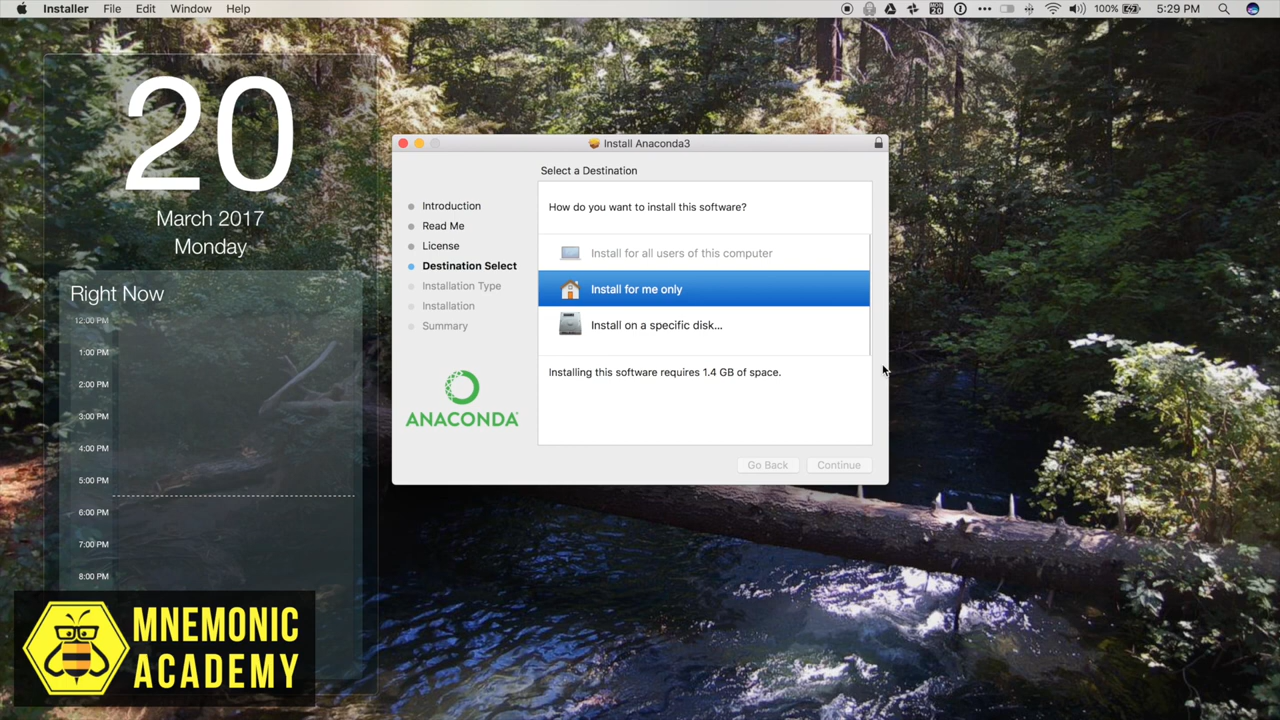 Installer File Edit Window Help
100% 5:29 PM
20
March 2017
Monday
Right Now
12:00 PM
1:00 PM
2:00 PM
3:00 PM
4:00 PM
5:00 PM
6:00 PM
7:00 PM
8:00 PM
Install Anaconda3
Introduction
Read Me
License
Destination Select
Installation Type
Installation
Summary
ANACONDA
Select a Destination
How do you want to install this software?
Install for all users of this computer
Install for me only
Install on a specific disk...
Installing this software requires 1.4 GB of space.
Go Back Continue
MNEMONIC
ACADEMY